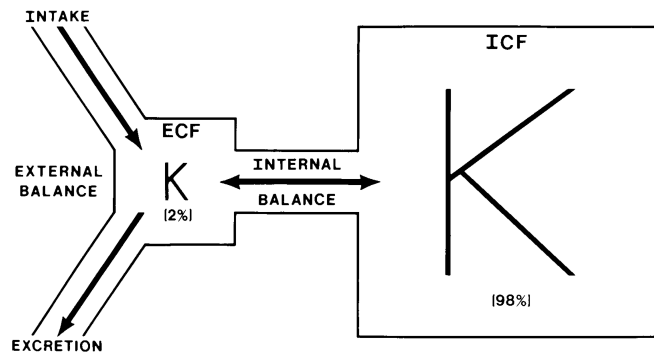 INTAKE
ICF
ECF
EXTERNAL
BALANCE
K
(2%)
INTERNAL
BALANCE
K
(98%)
EXCRETION